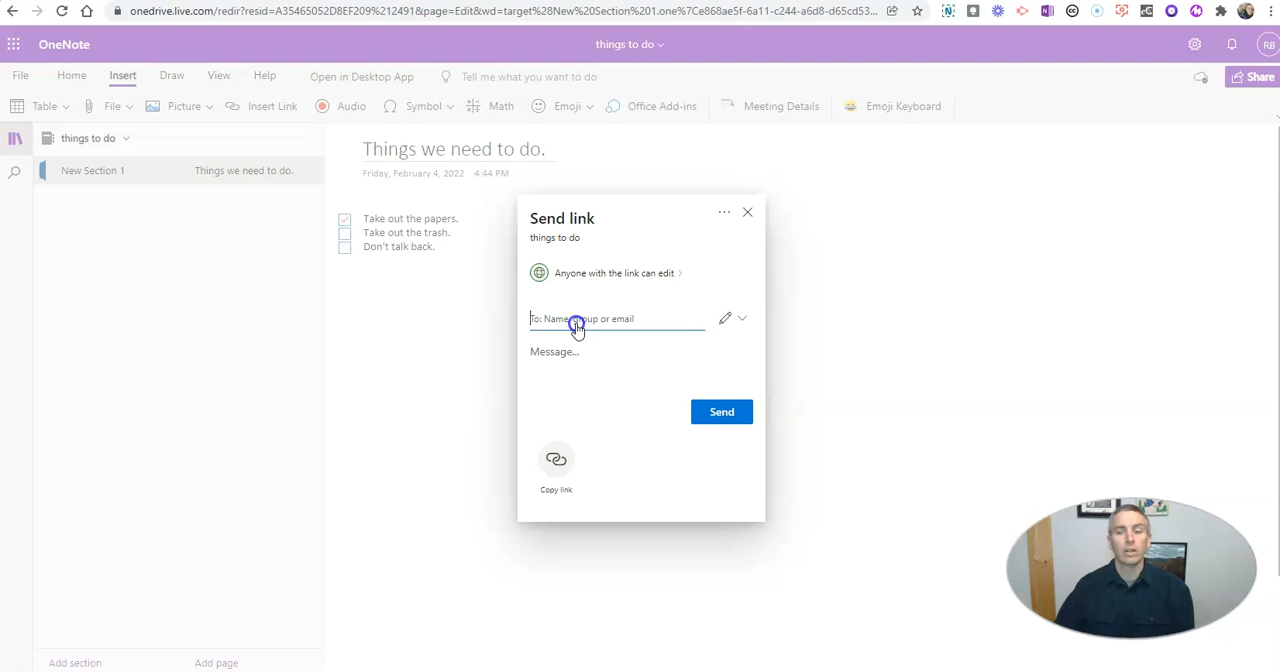 onedrive.live.com/redir?resid=A35465052D8EF209%212491&page=Edit&wd=target%28New%20Section%201.one%7Ce868ae5f-6a11-c244-a6d8-d65cd53...
OneNote
things to do
RB
File Home Insert Draw View Help Open in Desktop App Tell me what you want to do
Share
Table File Picture Insert Link Audio Symbol Math Emoji Office Add-ins Meeting Details Emoji Keyboard
things to do
New Section 1
Things we need to do.
Things we need to do.
Friday, February 4, 2022 4:44 PM
Take out the papers.
Take out the trash.
Don't talk back.
Send link
things to do
Anyone with the link can edit
To: Name, group or email
Message...
Send
Copy link
Add section
Add page